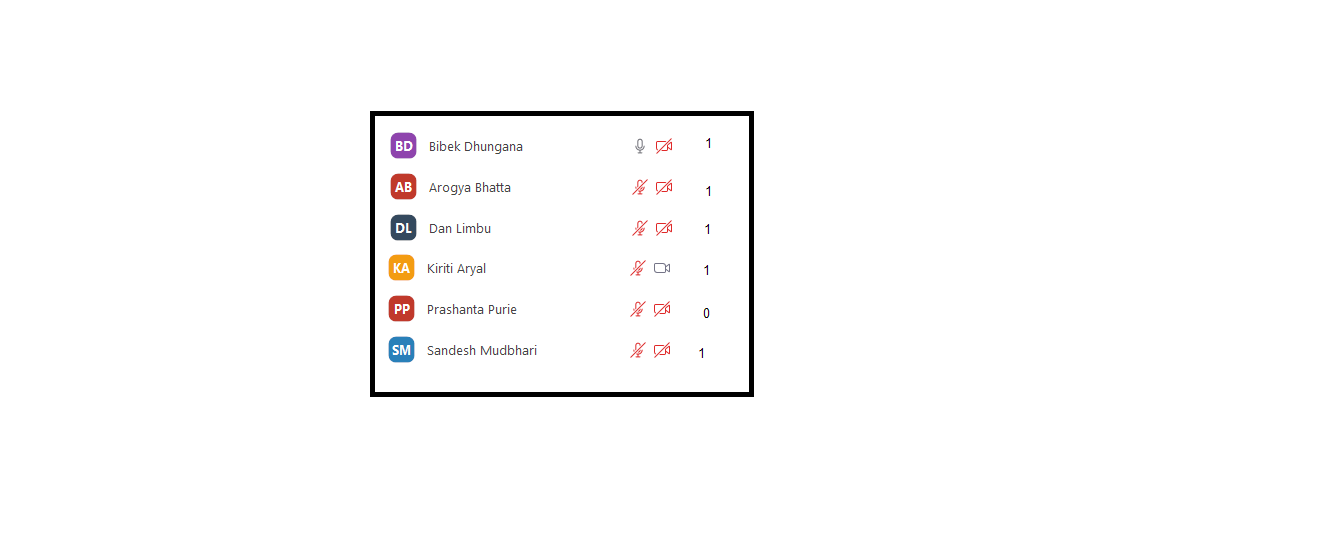 BD Bibek Dhungana 1
AB Arogya Bhatta 1
DL Dan Limbu 1
KA Kiriti Aryal 1
PP Prashanta Purie 0
SM Sandesh Mudbhari 1